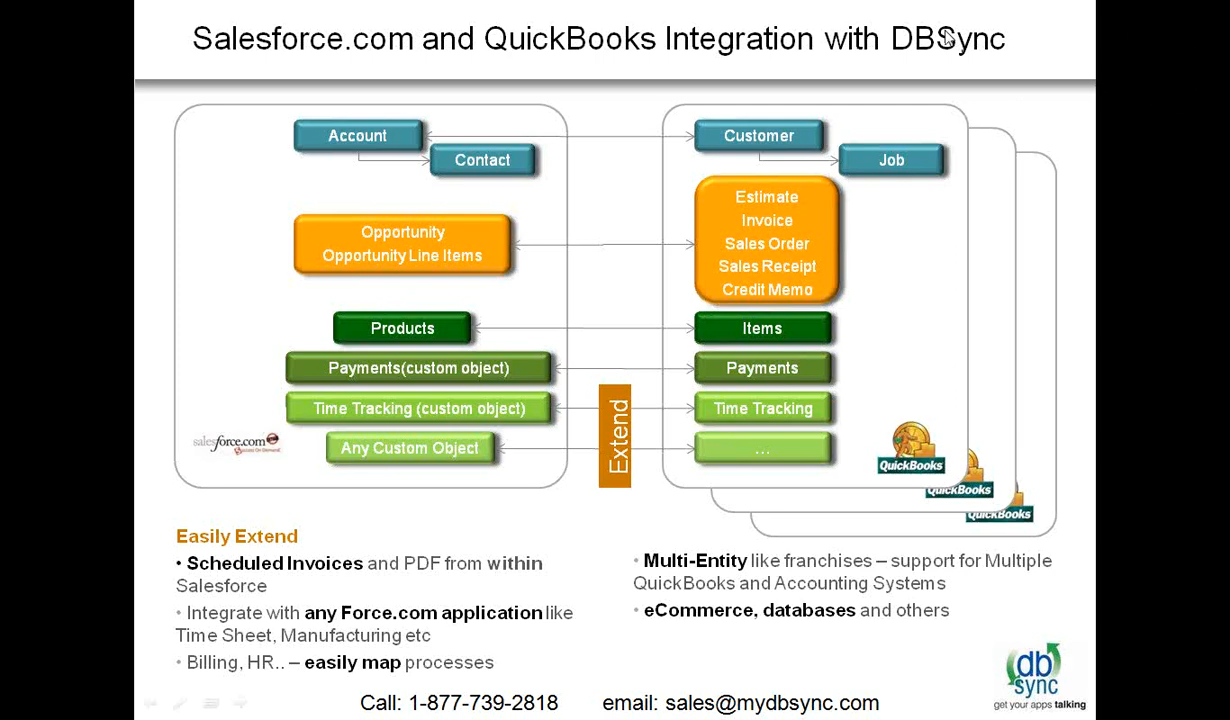 Salesforce.com and QuickBooks Integration with DBSync
Account
Contact
Opportunity
Opportunity Line Items
Products
Payments(custom object)
Time Tracking (custom object)
Any Custom Object
salesforce.com
Extend
Customer
Job
Estimate
Invoice
Sales Order
Sales Receipt
Credit Memo
Items
Payments
Time Tracking
...
QuickBooks
QuickBooks
QuickBooks
Easily Extend
• Scheduled Invoices and PDF from within
Salesforce
• Integrate with any Force.com application like
Time Sheet, Manufacturing etc
• Billing, HR.. – easily map processes
• Multi-Entity like franchises – support for Multiple
QuickBooks and Accounting Systems
• eCommerce, databases and others
db
sync
get your apps talking
Call: 1-877-739-2818 email: sales@mydbsync.com